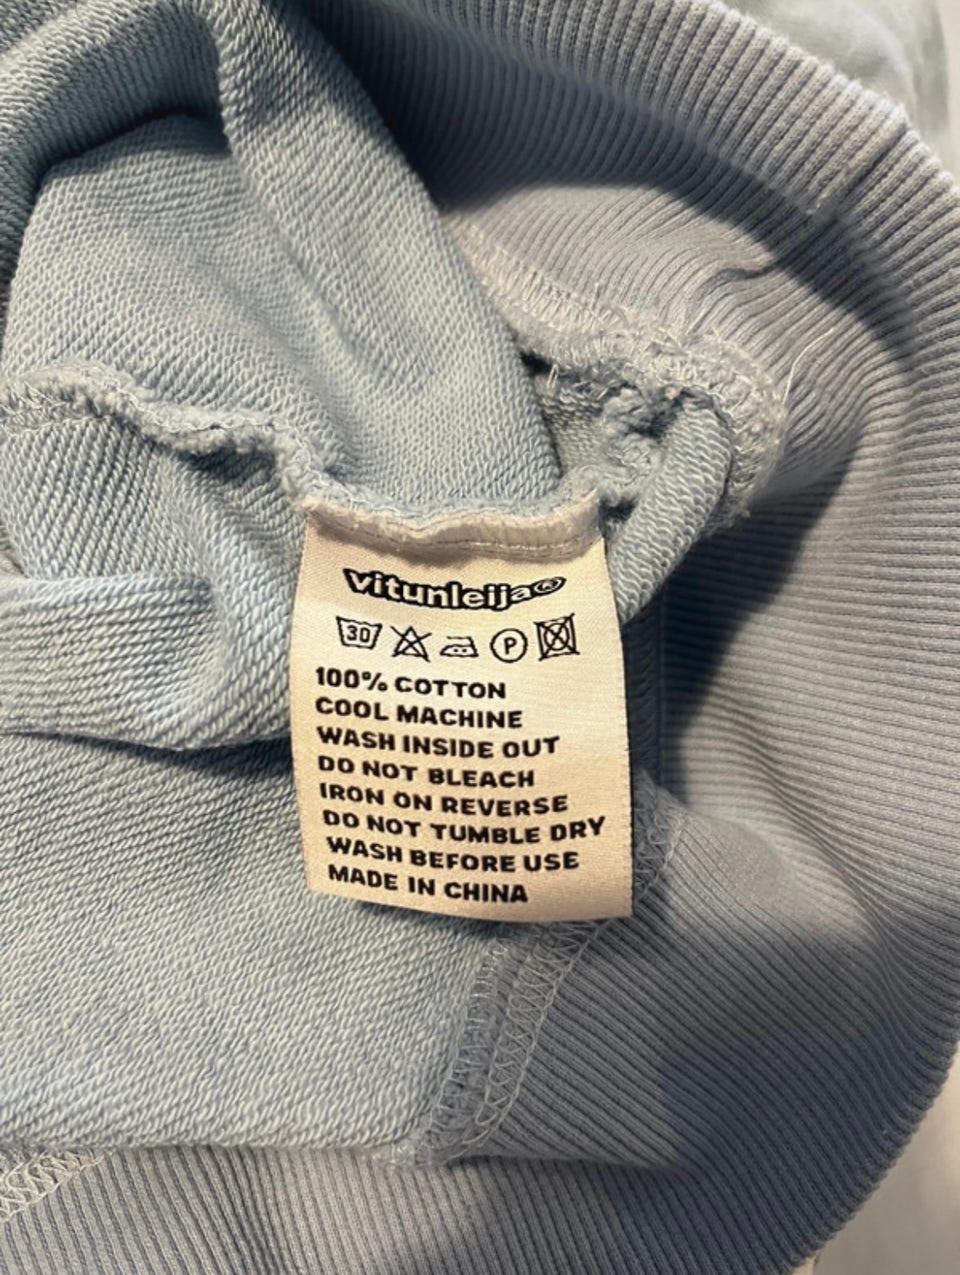 vitunleija®
30 P
100% COTTON
COOL MACHINE
WASH INSIDE OUT
DO NOT BLEACH
IRON ON REVERSE
DO NOT TUMBLE DRY
WASH BEFORE USE
MADE IN CHINA